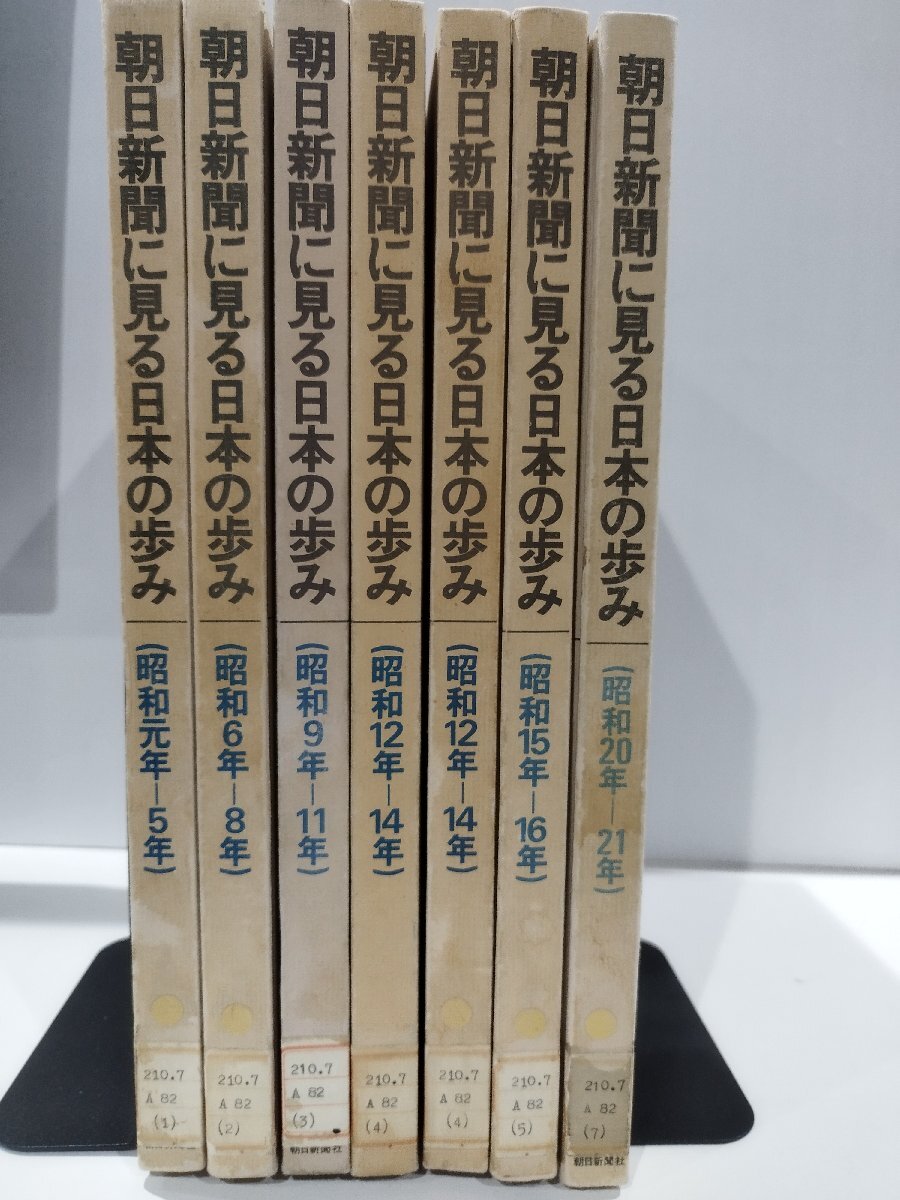 朝日新聞に見る日本の歩み
(昭和元年—5年)
210.7
A 82
(1)
朝日新聞に見る日本の歩み
(昭和6年—8年)
210.7
A 82
(2)
朝日新聞に見る日本の歩み
(昭和9年—11年)
210.7
A 82
(3)
朝日新聞社
朝日新聞に見る日本の歩み
(昭和12年—14年)
210.7
A 82
(4)
朝日新聞に見る日本の歩み
(昭和12年—14年)
210.7
A 82
(4)
朝日新聞に見る日本の歩み
(昭和15年—16年)
210.7
A 82
(5)
朝日新聞に見る日本の歩み
(昭和20年—21年)
210.7
A 82
(7)
朝日新聞社